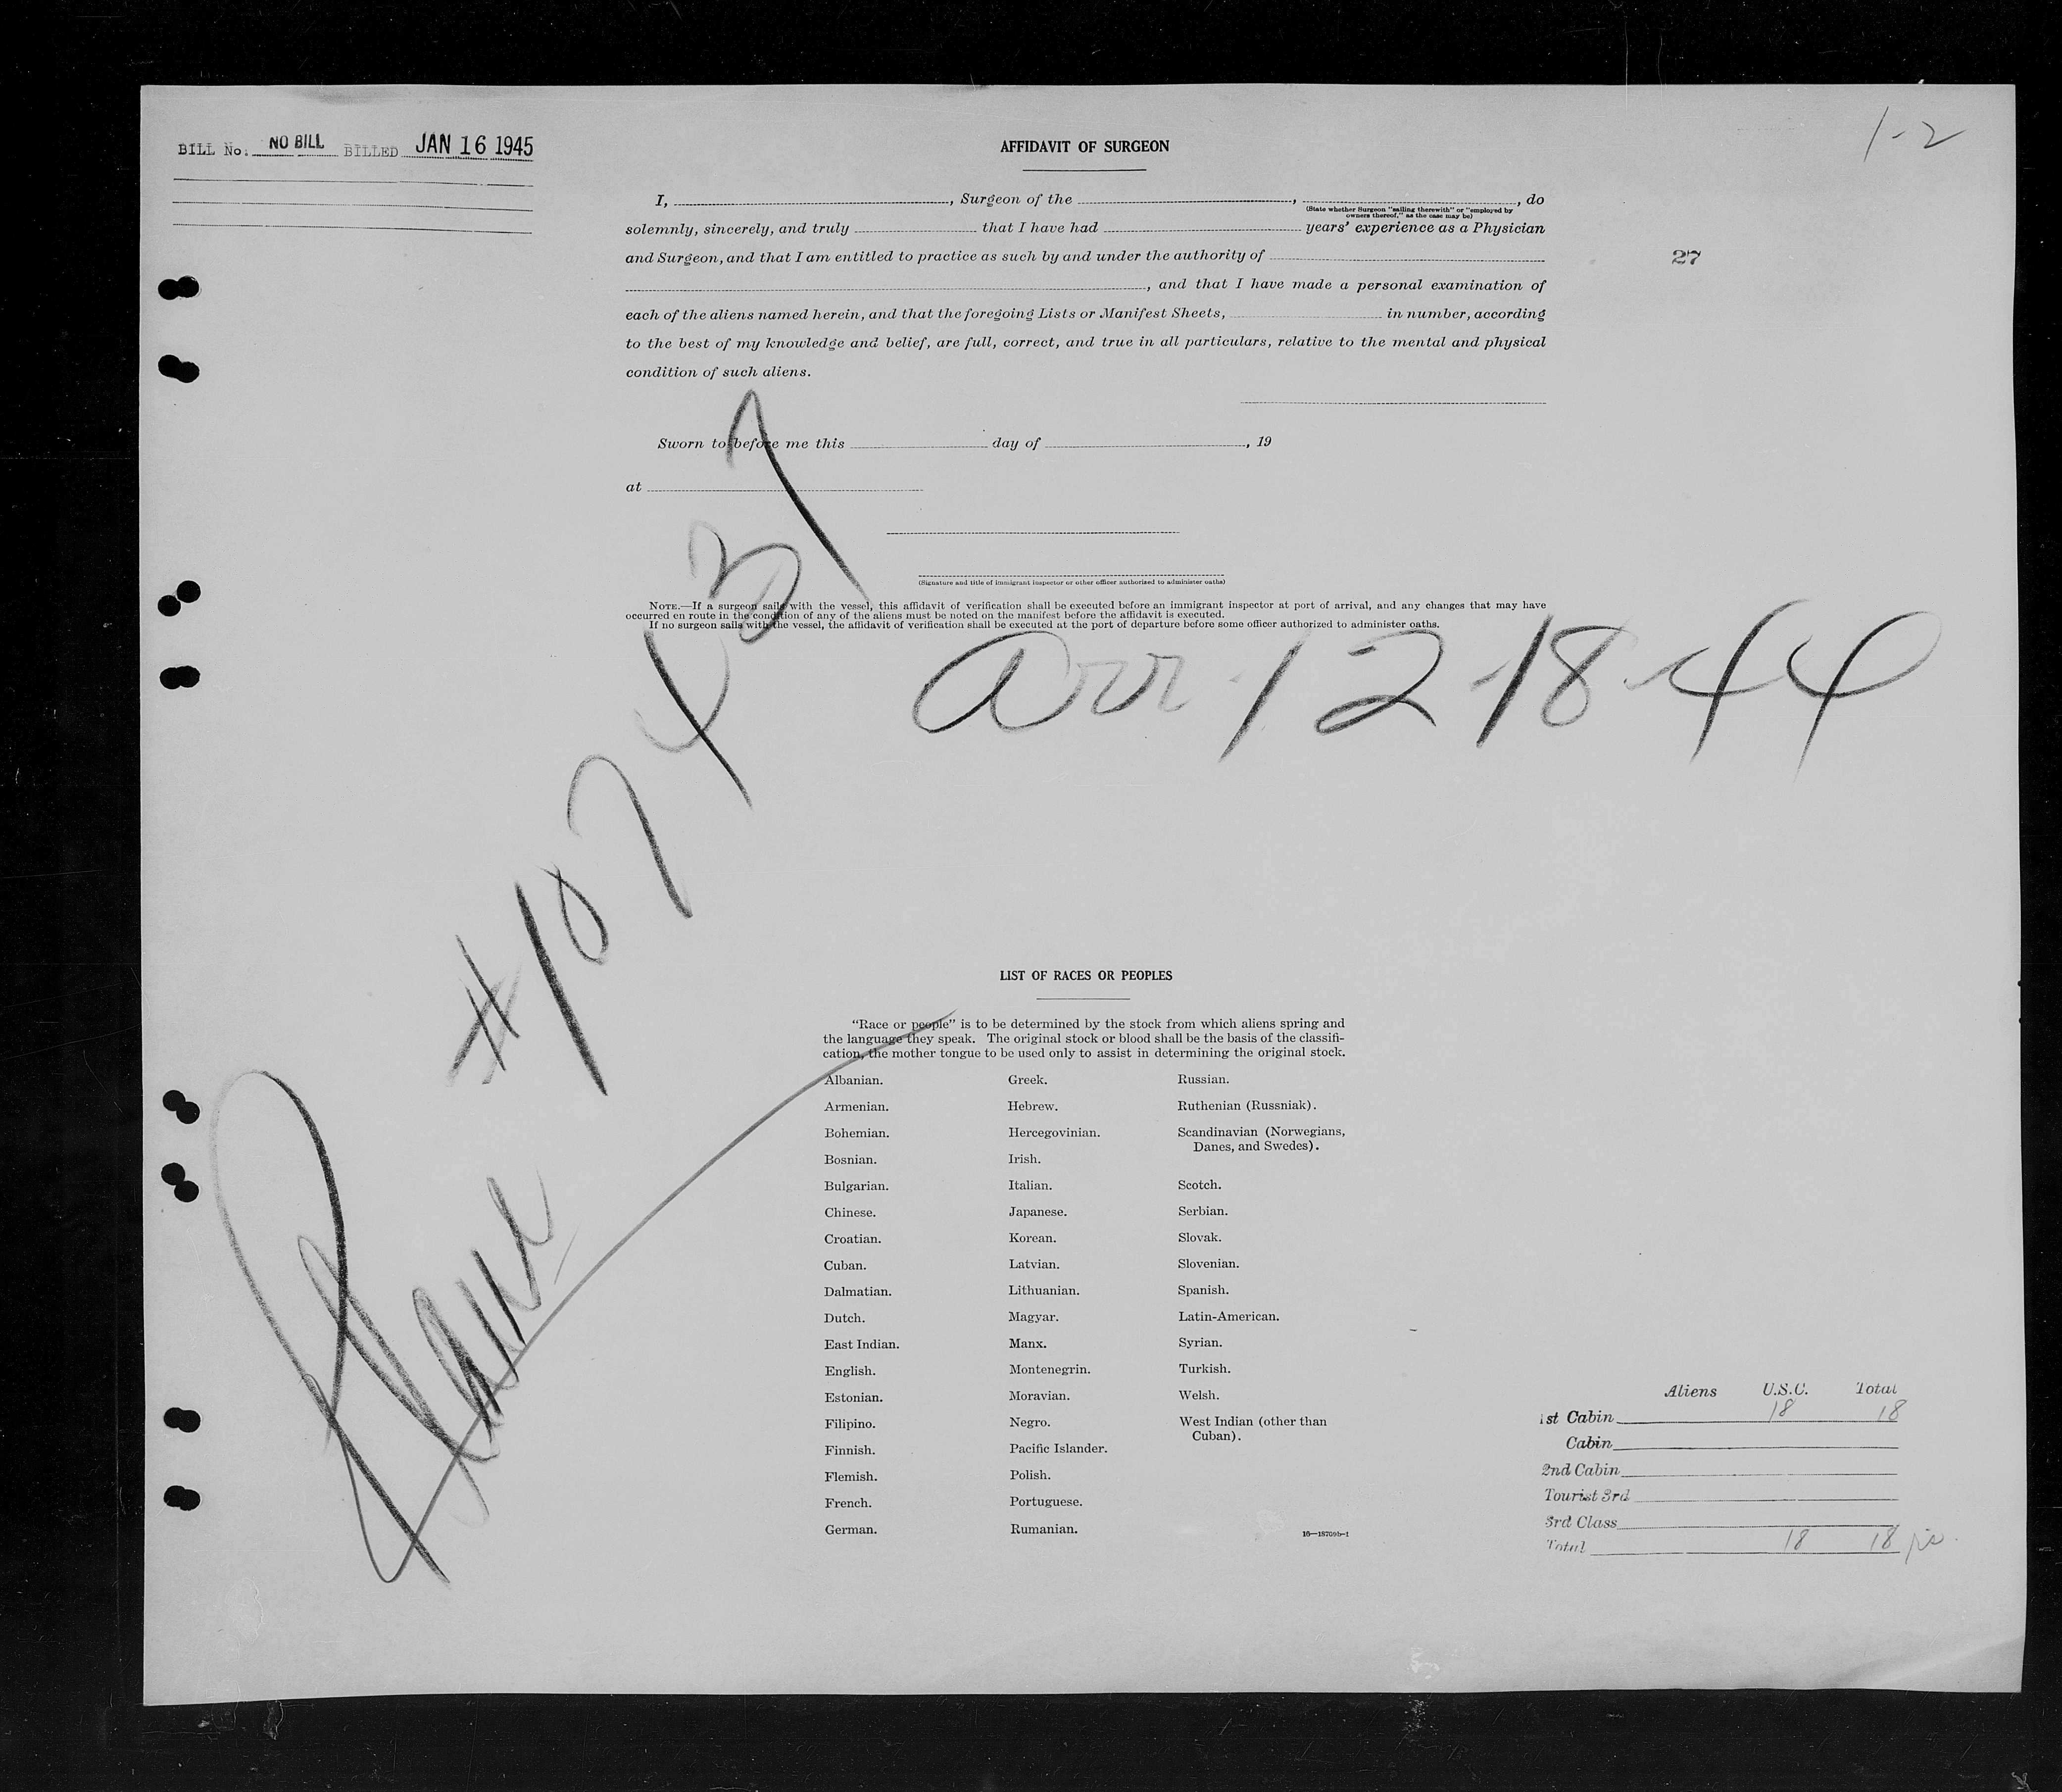 BILL No. NO BILL BILLED JAN 16 1945
1-2
AFFIDAVIT OF SURGEON
I, , Surgeon of the , , do
(State whether Surgeon "sailing therewith" or "employed by
owners thereof," as the case may be)
solemnly, sincerely, and truly that I have had years' experience as a Physician
27
and Surgeon, and that I am entitled to practice as such by and under the authority of
, and that I have made a personal examination of
each of the aliens named herein, and that the foregoing Lists or Manifest Sheets, in number, according
to the best of my knowledge and belief, are full, correct, and true in all particulars, relative to the mental and physical
condition of such aliens.
Sworn to before me this day of , 19
at
(Signature and title of immigrant inspector or other officer authorized to administer oaths)
NOTE.—If a surgeon sails with the vessel, this affidavit of verification shall be executed before an immigrant inspector at port of arrival, and any changes that may have
occurred en route in the condition of any of the aliens must be noted on the manifest before the affidavit is executed.
If no surgeon sails with the vessel, the affidavit of verification shall be executed at the port of departure before some officer authorized to administer oaths.
Arr. 12-18-44
Plane #107437
LIST OF RACES OR PEOPLES
"Race or people" is to be determined by the stock from which aliens spring and
the language they speak. The original stock or blood shall be the basis of the classifi-
cation, the mother tongue to be used only to assist in determining the original stock.
Albanian. Greek. Russian.
Armenian. Hebrew. Ruthenian (Russniak).
Bohemian. Hercegovinian. Scandinavian (Norwegians,
Danes, and Swedes).
Bosnian. Irish.
Bulgarian. Italian. Scotch.
Chinese. Japanese. Serbian.
Croatian. Korean. Slovak.
Cuban. Latvian. Slovenian.
Dalmatian. Lithuanian. Spanish.
Dutch. Magyar. Latin-American.
East Indian. Manx. Syrian.
English. Montenegrin. Turkish.
Estonian. Moravian. Welsh.
Filipino. Negro. West Indian (other than
Cuban).
Finnish. Pacific Islander.
Flemish. Polish.
French. Portuguese.
German. Rumanian.
16—18709b-1
Aliens U.S.C. Total
1st Cabin 18 18
Cabin
2nd Cabin
Tourist 3rd
3rd Class
Total 18 18